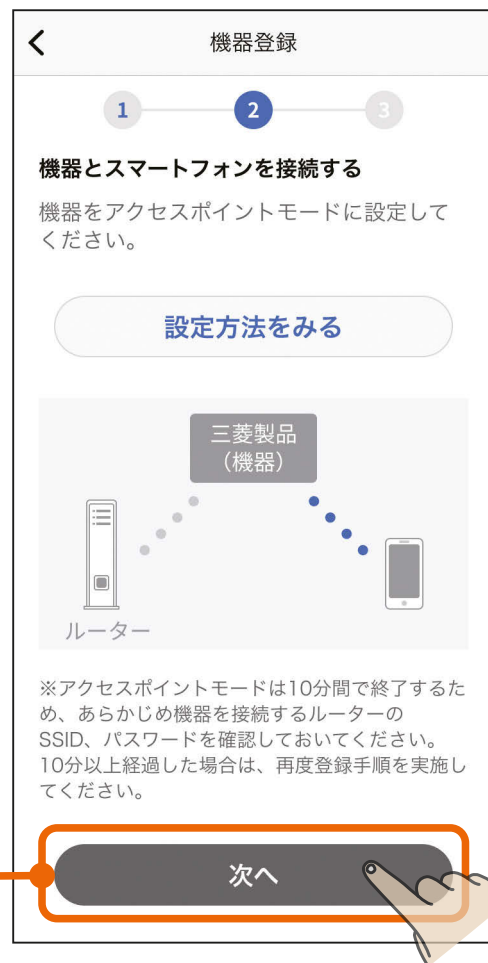 機器登録
1 2 3
機器とスマートフォンを接続する
機器をアクセスポイントモードに設定して
ください。
設定方法をみる
三菱製品
（機器）
ルーター
※アクセスポイントモードは10分間で終了するた
め、あらかじめ機器を接続するルーターの
SSID、パスワードを確認しておいてください。
10分以上経過した場合は、再度登録手順を実施し
てください。
次へ